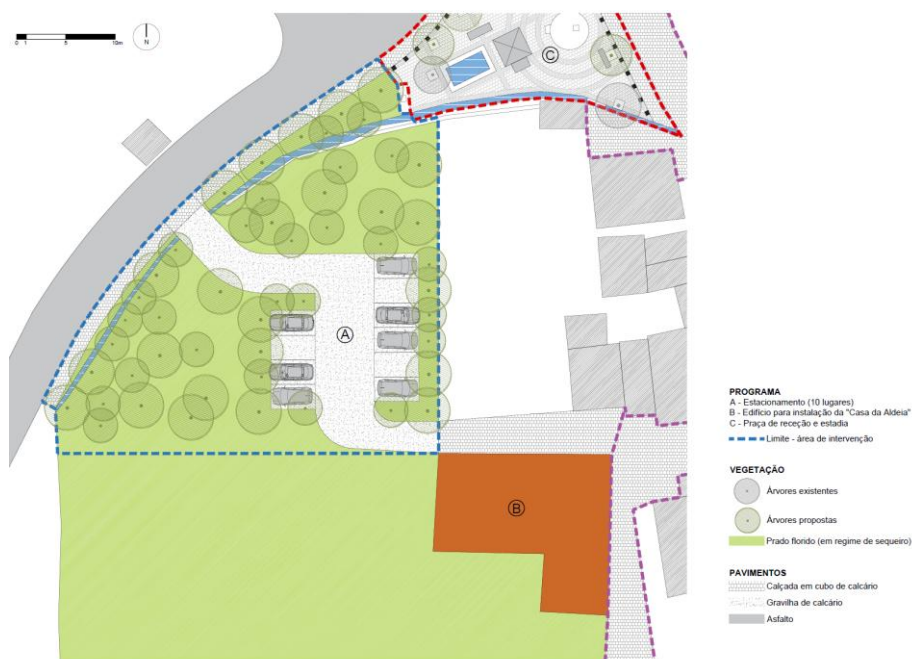 0 1 5 10m
N
C
A
B
PROGRAMA
A - Estacionamento (10 lugares)
B - Edifício para instalação da "Casa da Aldeia"
C - Praça de receção e estadia
Limite - área de intervenção
VEGETAÇÃO
Árvores existentes
Árvores propostas
Prado florido (em regime de sequeiro)
PAVIMENTOS
Calçada em cubo de calcário
Gravilha de calcário
Asfalto